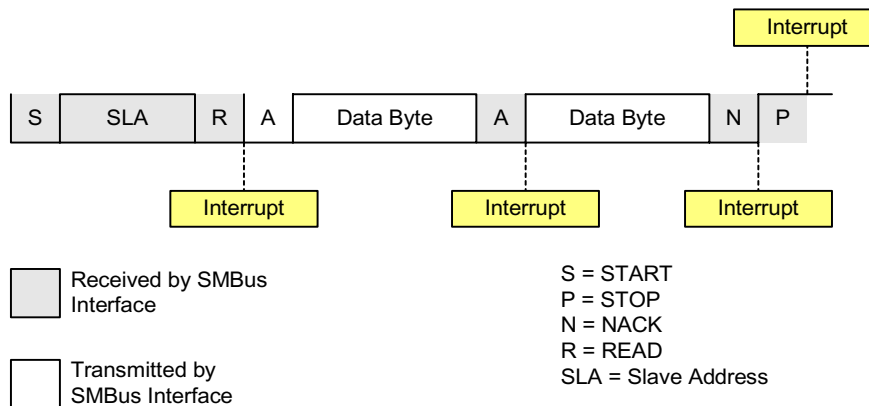 Interrupt
S SLA R A Data Byte A Data Byte N P
Interrupt Interrupt Interrupt
Received by SMBus
Interface
Transmitted by
SMBus Interface
S = START
P = STOP
N = NACK
R = READ
SLA = Slave Address